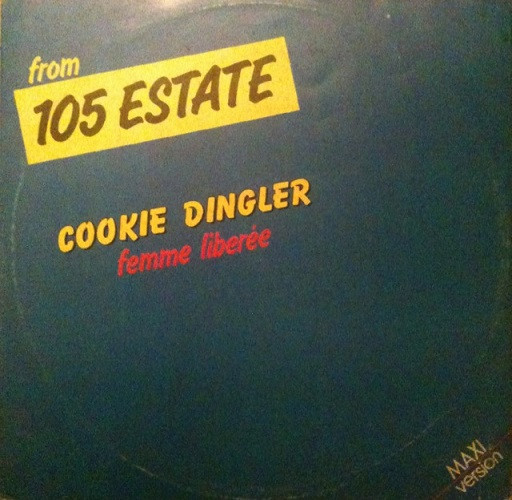 from
105 ESTATE
COOKIE DINGLER
femme liberée
MAXI
version